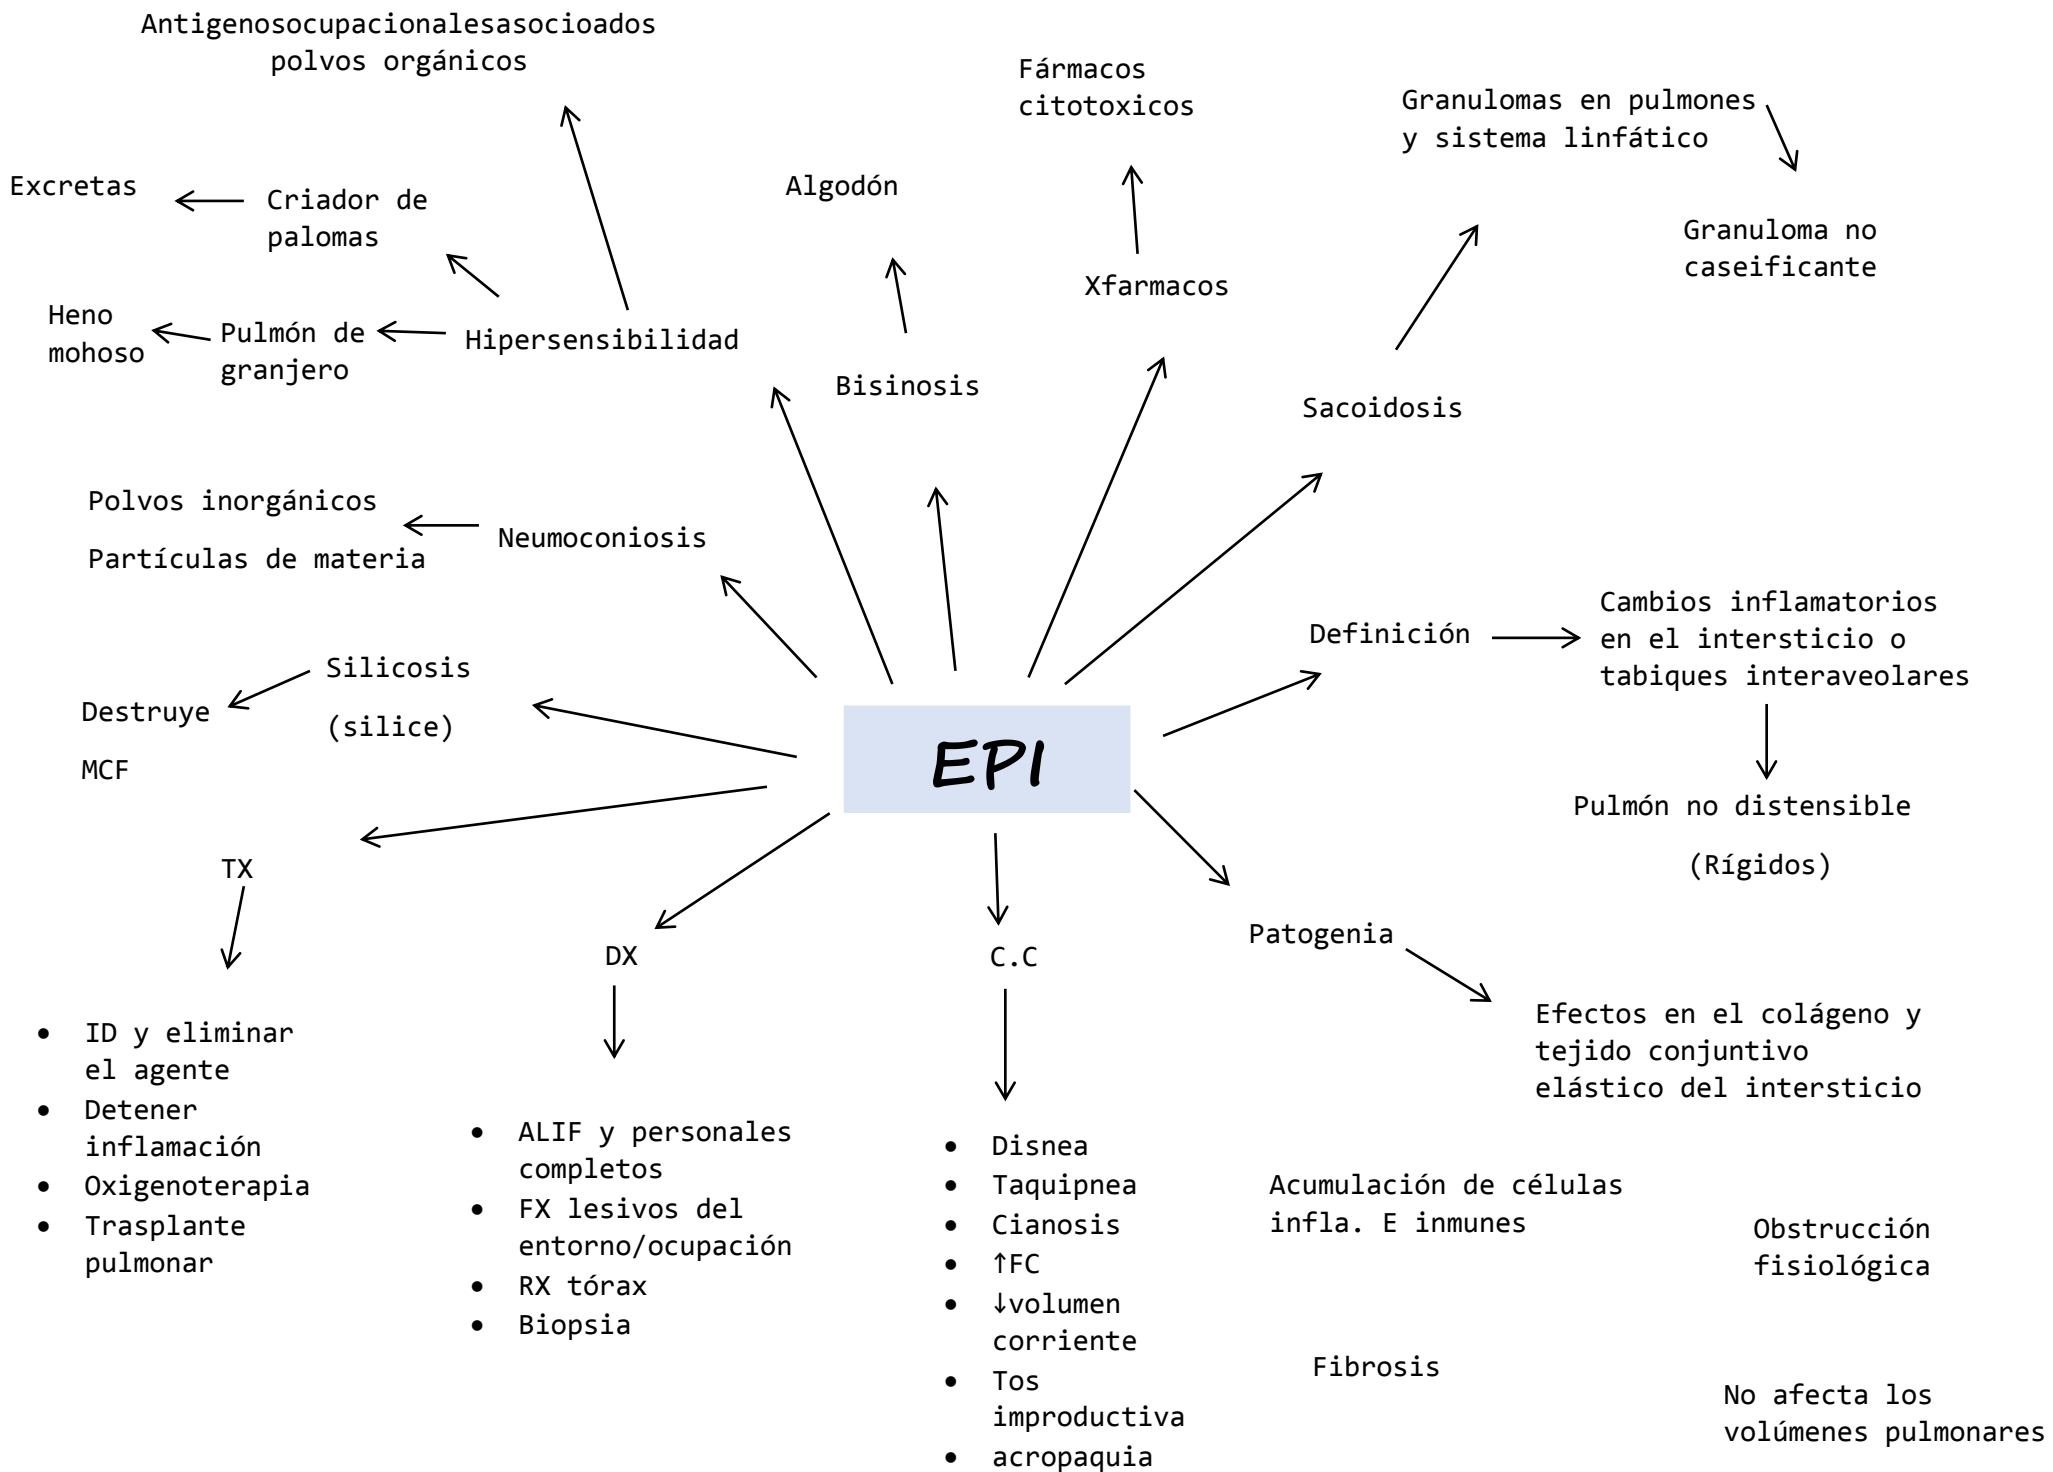 Antigenosocupacionalesasocioados
polvos orgánicos
Fármacos
citotoxicos
Granulomas en pulmones
y sistema linfático
Excretas
Criador de
palomas
Algodón
Granuloma no
caseificante
Xfarmacos
Heno
mohoso
Pulmón de
granjero
Hipersensibilidad
Bisinosis
Sacoidosis
Polvos inorgánicos
Partículas de materia
Neumoconiosis
Definición
Cambios inflamatorios
en el intersticio o
tabiques interaveolares
Silicosis
(silice)
Destruye
MCF
EPI
Pulmón no distensible
(Rígidos)
TX
DX
C.C
Patogenia
• ID y eliminar
el agente
• Detener
inflamación
• Oxigenoterapia
• Trasplante
pulmonar
• ALIF y personales
completos
• FX lesivos del
entorno/ocupación
• RX tórax
• Biopsia
• Disnea
• Taquipnea
• Cianosis
• ↑FC
• ↓volumen
corriente
• Tos
improductiva
• acropaquia
Efectos en el colágeno y
tejido conjuntivo
elástico del intersticio
Acumulación de células
infla. E inmunes
Obstrucción
fisiológica
Fibrosis
No afecta los
volúmenes pulmonares